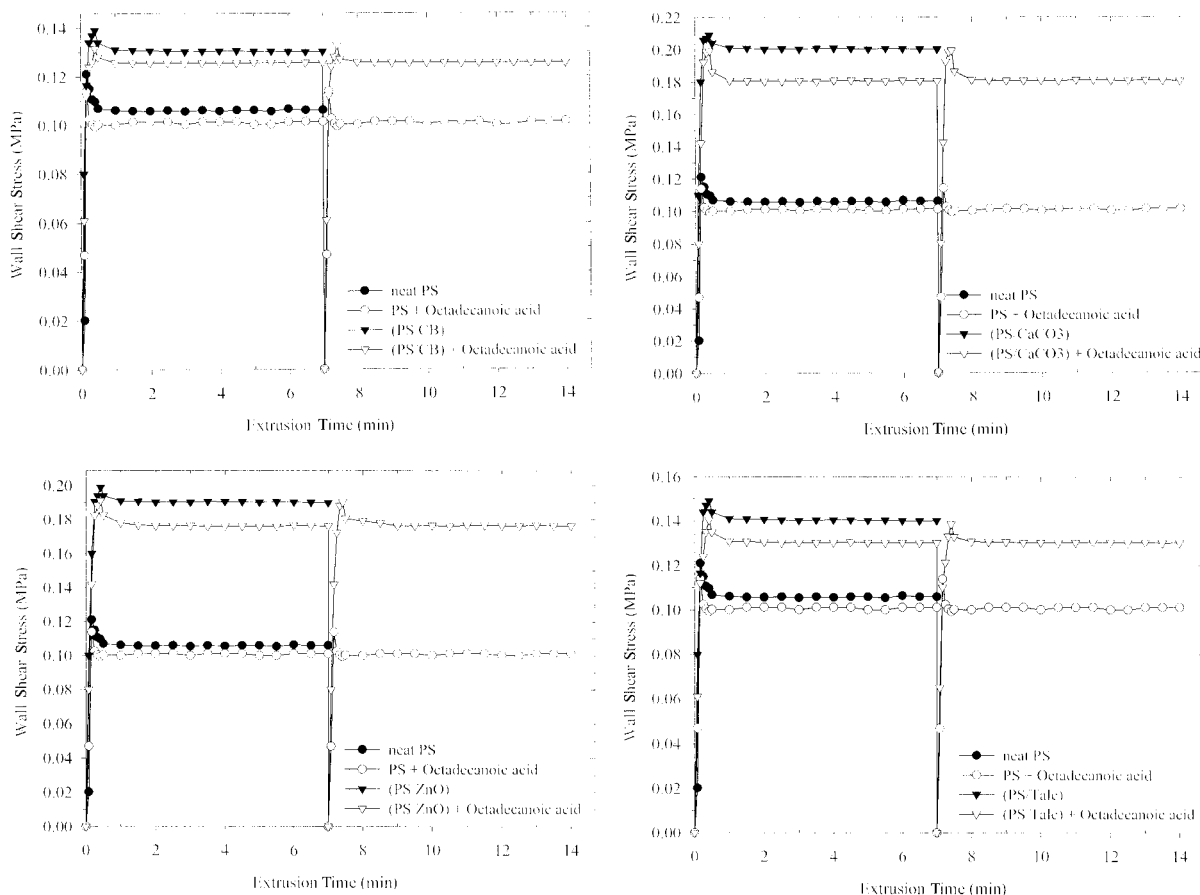 Wall Shear Stress (MPa)
0.14
0.12
0.10
0.08
0.06
0.04
0.02
0.00
neat PS
PS + Octadecanoic acid
(PS/CB)
(PS/CB) + Octadecanoic acid
0 2 4 6 8 10 12 14
Extrusion Time (min)
Wall Shear Stress (MPa)
0.22
0.20
0.18
0.16
0.14
0.12
0.10
0.08
0.06
0.04
0.02
0.00
neat PS
PS + Octadecanoic acid
(PS/CaCO3)
(PS/CaCO3) + Octadecanoic acid
0 2 4 6 8 10 12 14
Extrusion Time (min)
Wall Shear Stress (MPa)
0.20
0.18
0.16
0.14
0.12
0.10
0.08
0.06
0.04
0.02
0.00
neat PS
PS + Octadecanoic acid
(PS/ZnO)
(PS/ZnO) + Octadecanoic acid
0 2 4 6 8 10 12 14
Extrusion Time (min)
Wall Shear Stress (MPa)
0.16
0.14
0.12
0.10
0.08
0.06
0.04
0.02
0.00
neat PS
PS + Octadecanoic acid
(PS/Talc)
(PS/Talc) + Octadecanoic acid
0 2 4 6 8 10 12 14
Extrusion Time (min)